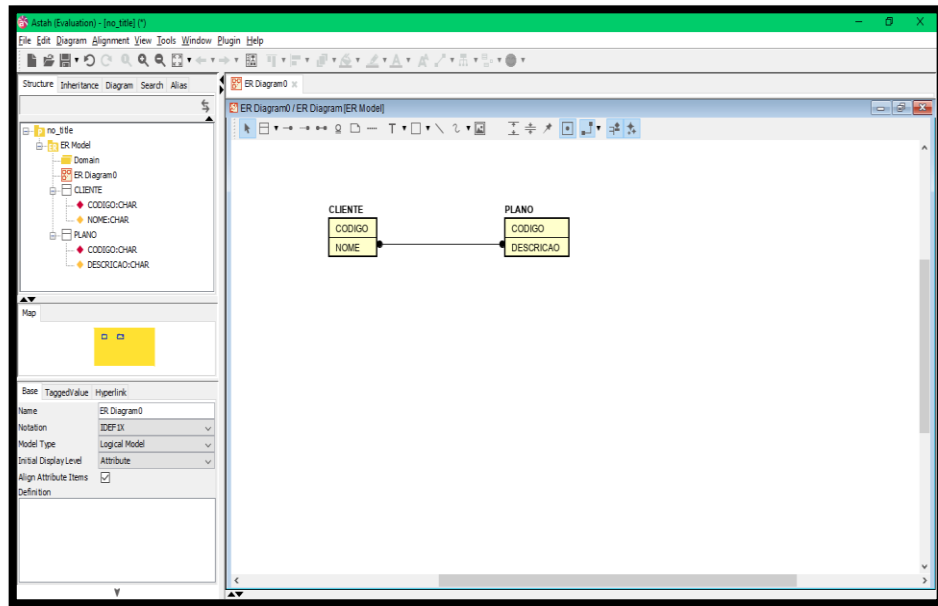 Astah (Evaluation) - [no_title] (*)
File Edit Diagram Alignment View Tools Window Plugin Help
Structure Inheritance Diagram Search Alias
no_title
ER Model
Domain
ER Diagram0
CLIENTE
CODIGO:CHAR
NOME:CHAR
PLANO
CODIGO:CHAR
DESCRICAO:CHAR
Map
Base TaggedValue Hyperlink
Name ER Diagram0
Notation IDEF1X
Model Type Logical Model
Initial Display Level Attribute
Align Attribute Items
Definition
ER Diagram0
ER Diagram0 / ER Diagram [ER Model]
T
CLIENTE
CODIGO
NOME
PLANO
CODIGO
DESCRICAO